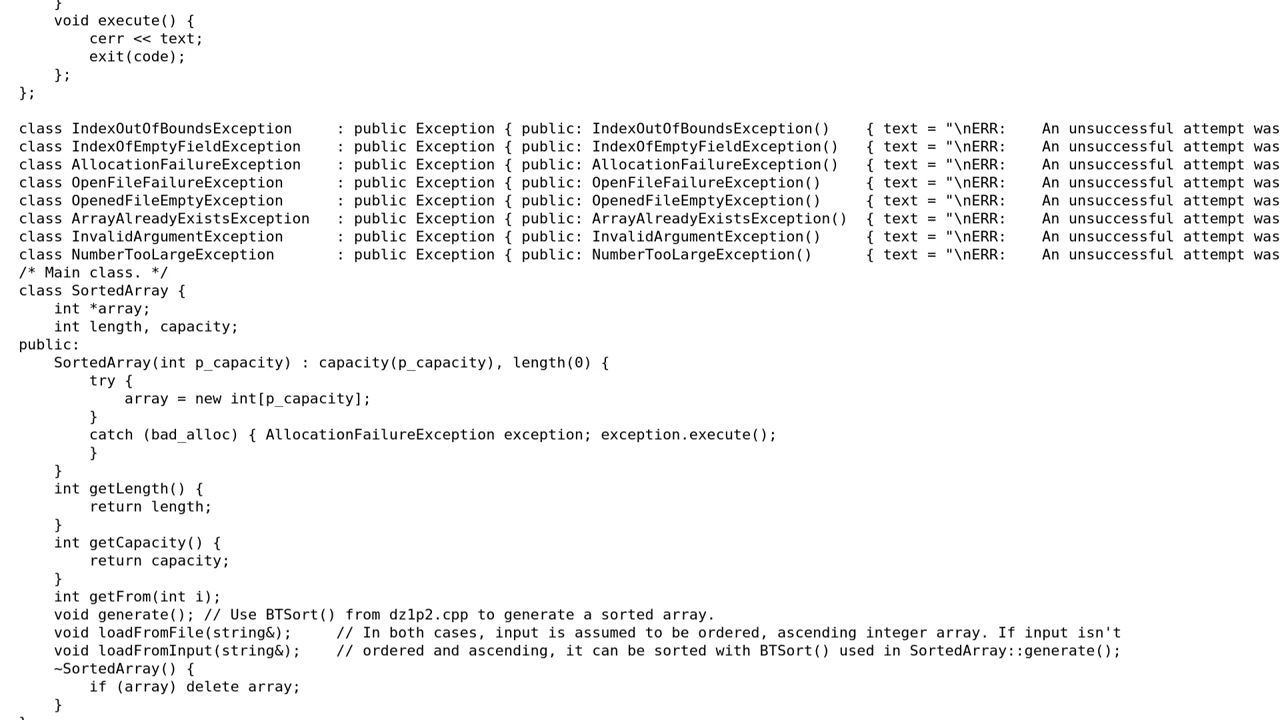 }
    void execute() {
        cerr << text;
        exit(code);
    };
};

class IndexOutOfBoundsException     : public Exception { public: IndexOutOfBoundsException()    { text = "\nERR:    An unsuccessful attempt was
class IndexOfEmptyFieldException    : public Exception { public: IndexOfEmptyFieldException()   { text = "\nERR:    An unsuccessful attempt was
class AllocationFailureException    : public Exception { public: AllocationFailureException()   { text = "\nERR:    An unsuccessful attempt was
class OpenFileFailureException      : public Exception { public: OpenFileFailureException()     { text = "\nERR:    An unsuccessful attempt was
class OpenedFileEmptyException      : public Exception { public: OpenedFileEmptyException()     { text = "\nERR:    An unsuccessful attempt was
class ArrayAlreadyExistsException   : public Exception { public: ArrayAlreadyExistsException()  { text = "\nERR:    An unsuccessful attempt was
class InvalidArgumentException      : public Exception { public: InvalidArgumentException()     { text = "\nERR:    An unsuccessful attempt was
class NumberTooLargeException       : public Exception { public: NumberTooLargeException()      { text = "\nERR:    An unsuccessful attempt was
/* Main class. */
class SortedArray {
    int *array;
    int length, capacity;
public:
    SortedArray(int p_capacity) : capacity(p_capacity), length(0) {
        try {
            array = new int[p_capacity];
        }
        catch (bad_alloc) { AllocationFailureException exception; exception.execute();
        }
    }
    int getLength() {
        return length;
    }
    int getCapacity() {
        return capacity;
    }
    int getFrom(int i);
    void generate(); // Use BTSort() from dz1p2.cpp to generate a sorted array.
    void loadFromFile(string&);     // In both cases, input is assumed to be ordered, ascending integer array. If input isn't
    void loadFromInput(string&);    // ordered and ascending, it can be sorted with BTSort() used in SortedArray::generate();
    ~SortedArray() {
        if (array) delete array;
    }